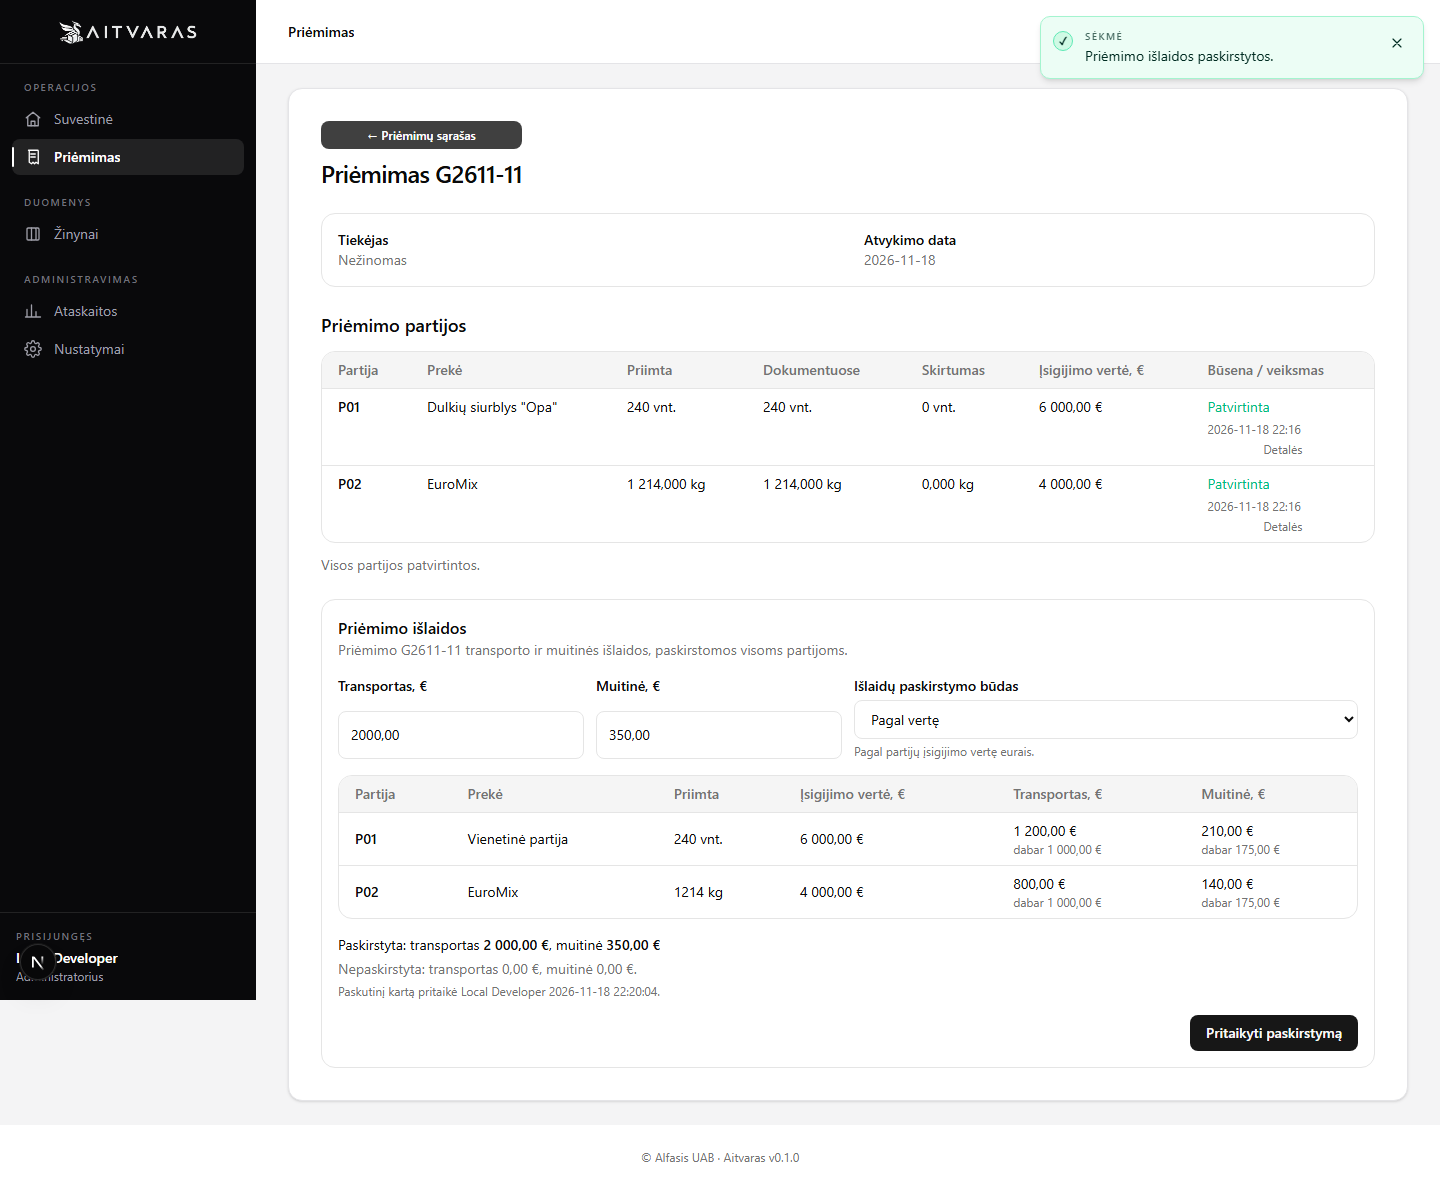 AITVARAS
OPERACIJOS
Suvestinė
Priėmimas
DUOMENYS
Žinynai
ADMINISTRAVIMAS
Ataskaitos
Nustatymai
PRISIJUNGĘS
Developer
N
Priėmimas
SĖKMĖ
Priėmimo išlaidos paskirstytos.
← Priėmimų sąrašas
Priėmimas G2611-11
Tiekėjas Atvykimo data
Nežinomas 2026-11-18
Priėmimo partijos
Partija Prekė Priimta Dokumentuose Skirtumas Įsigijimo vertė, € Būsena / veiksmas
P01 Dulkių siurblys "Opa" 240 vnt. 240 vnt. 0 vnt. 6 000,00 € Patvirtinta
2026-11-18 22:16
Detalės
P02 EuroMix 1 214,000 kg 1 214,000 kg 0,000 kg 4 000,00 € Patvirtinta
2026-11-18 22:16
Detalės
Visos partijos patvirtintos.
Priėmimo išlaidos
Priėmimo G2611-11 transporto ir muitinės išlaidos, paskirstomos visoms partijoms.
Transportas, € Muitinė, € Išlaidų paskirstymo būdas
2000,00 350,00 Pagal vertę
Pagal partijų įsigijimo vertę eurais.
Partija Prekė Priimta Įsigijimo vertė, € Transportas, € Muitinė, €
P01 Vienetinė partija 240 vnt. 6 000,00 € 1 200,00 € 210,00 €
dabar 1 000,00 € dabar 175,00 €
P02 EuroMix 1214 kg 4 000,00 € 800,00 € 140,00 €
dabar 1 000,00 € dabar 175,00 €
Paskirstyta: transportas 2 000,00 €, muitinė 350,00 €
Nepaskirstyta: transportas 0,00 €, muitinė 0,00 €.
Paskutinį kartą pritaikė Local Developer 2026-11-18 22:20:04.
Pritaikyti paskirstymą
© Alfasis UAB · Aitvaras v0.1.0